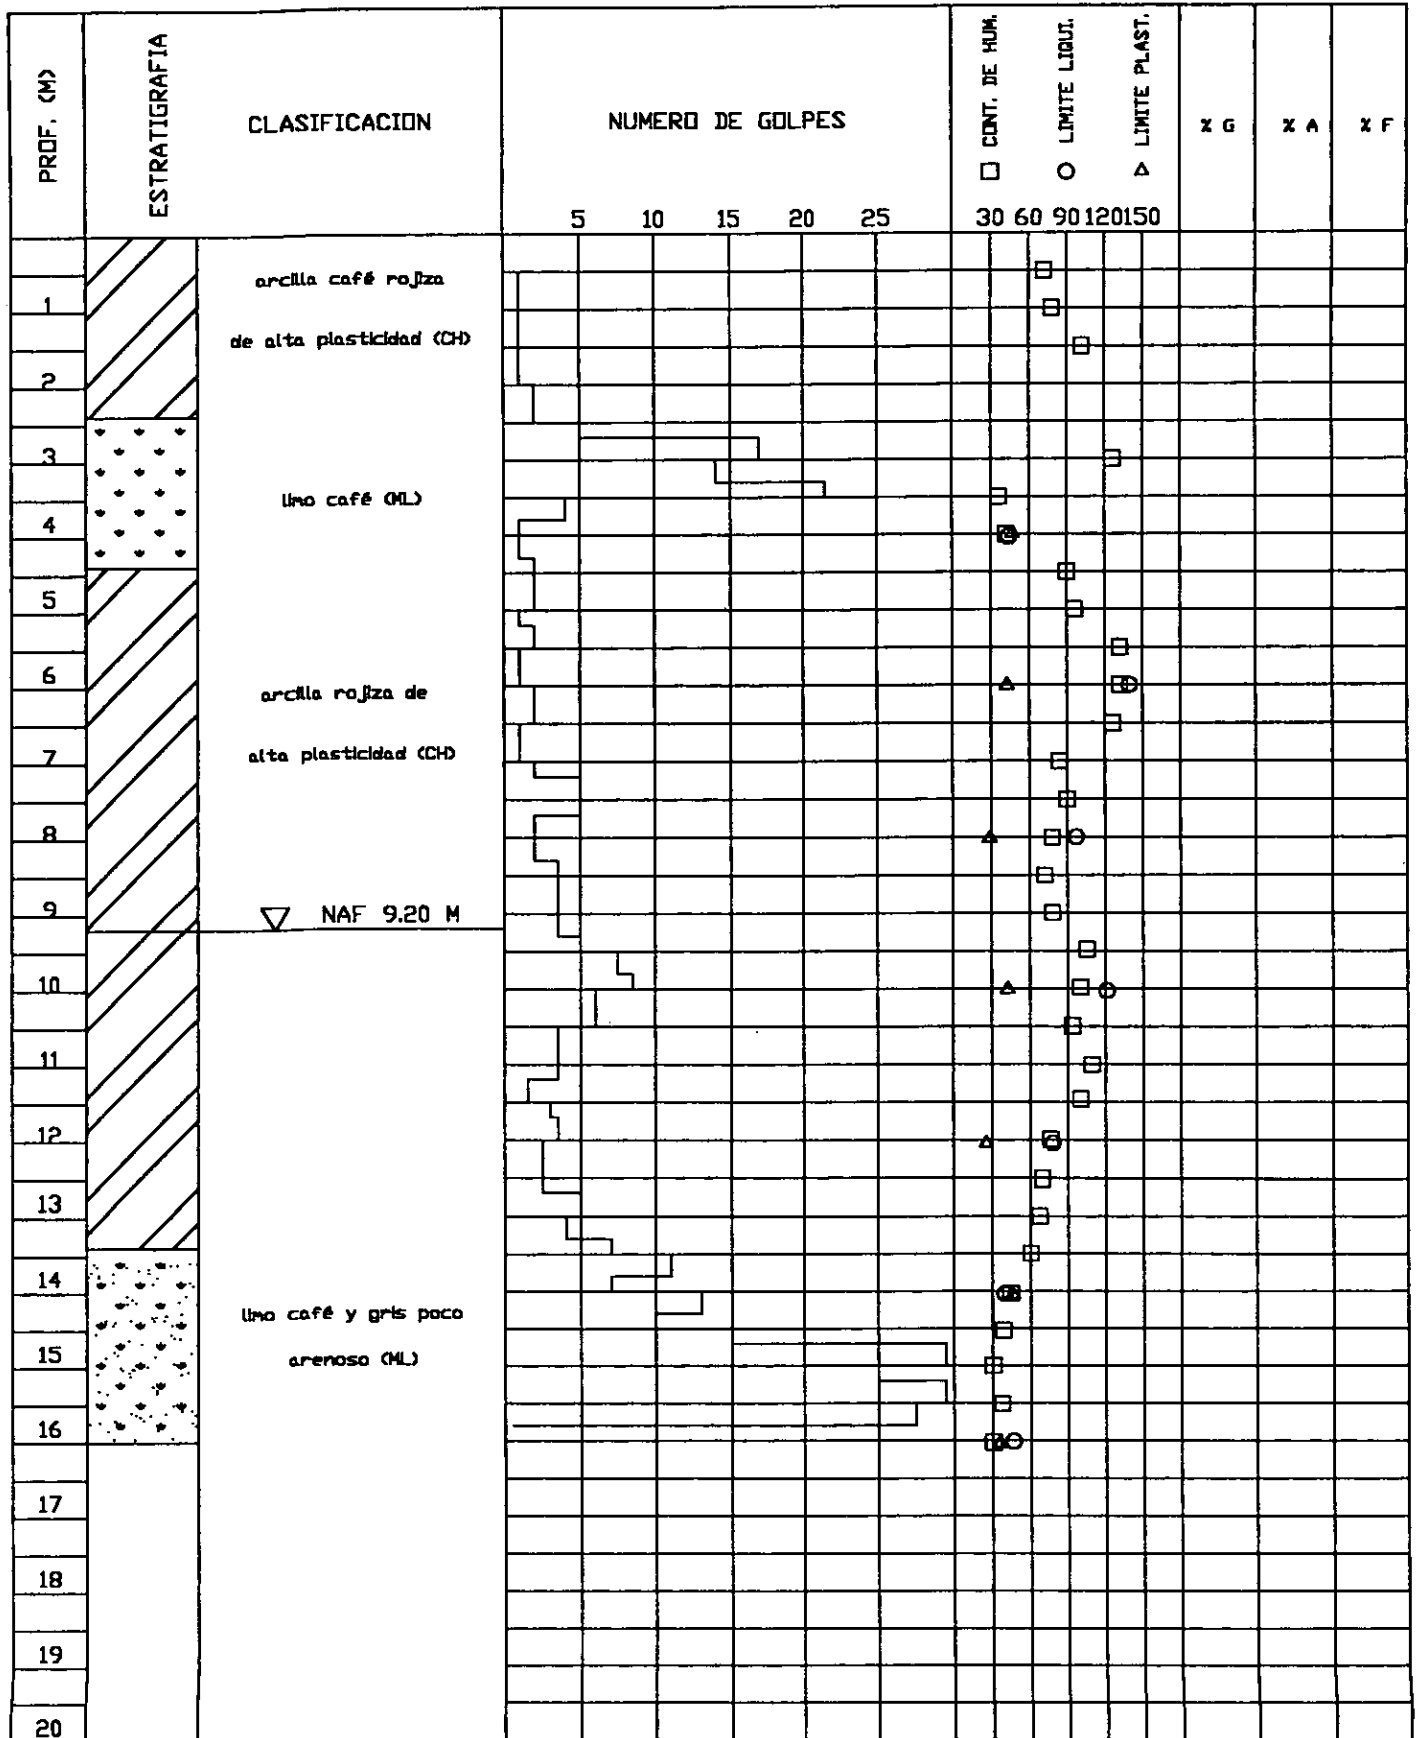 PROF. (M)
ESTRATIGRAFIA
CLASIFICACION
NUMERO DE GOLPES
□ CONT. DE HUM.
○ LIMITE LIQUI.
△ LIMITE PLAST.
% G
% A
% F
5 10 15 20 25
30 60 90 120 150
arcilla café rojiza
1
de alta plasticidad (CH)
2
3
limo café (ML)
4
5
6
arcilla rojiza de
7
alta plasticidad (CH)
8
9
NAF 9.20 M
10
11
12
13
14
limo café y gris poco
15
arenoso (ML)
16
17
18
19
20